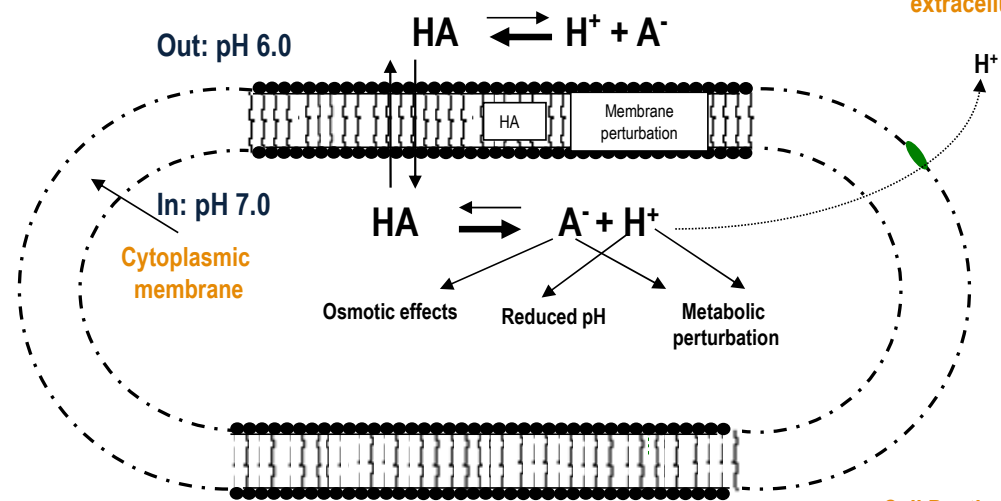 extracellu
HA H⁺ + A⁻
Out: pH 6.0
H⁺
HA
Membrane
perturbation
In: pH 7.0
HA A⁻ + H⁺
Cytoplasmic
membrane
Osmotic effects
Reduced pH
Metabolic
perturbation